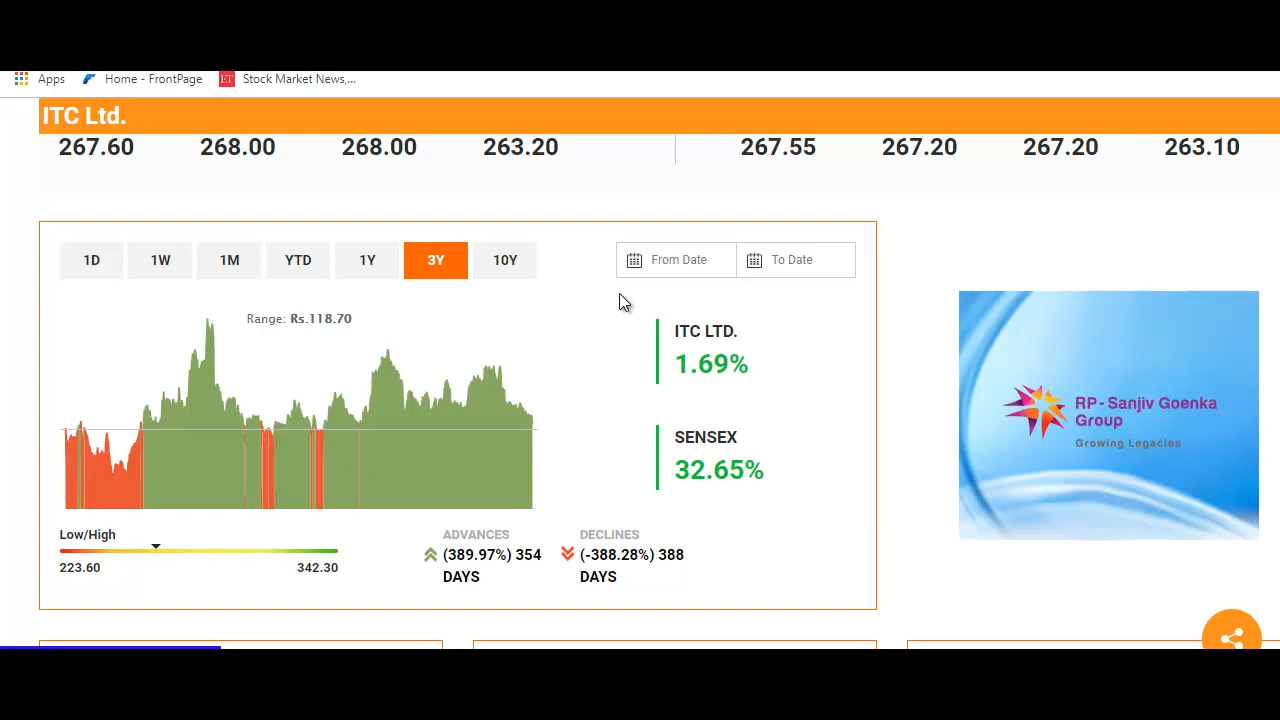 Apps Home - FrontPage ET Stock Market News,...
ITC Ltd.
267.60 268.00 268.00 263.20 267.55 267.20 267.20 263.10
1D 1W 1M YTD 1Y 3Y 10Y From Date To Date
Range: Rs.118.70
ITC LTD.
1.69%
SENSEX
32.65%
RP-Sanjiv Goenka
Group
Growing Legacies
Low/High
223.60 342.30
ADVANCES
(389.97%) 354
DAYS
DECLINES
(-388.28%) 388
DAYS